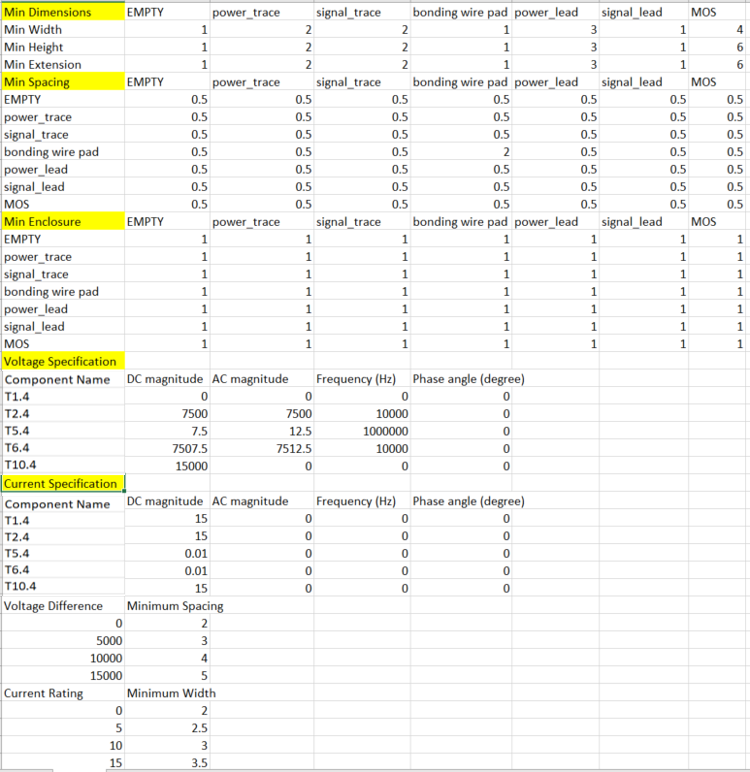 Min Dimensions EMPTY power_trace signal_trace bonding wire pad power_lead signal_lead MOS
Min Width 1 2 2 1 3 1 4
Min Height 1 2 2 1 3 1 6
Min Extension 1 2 2 1 3 1 6
Min Spacing EMPTY power_trace signal_trace bonding wire pad power_lead signal_lead MOS
EMPTY 0.5 0.5 0.5 0.5 0.5 0.5 0.5
power_trace 0.5 0.5 0.5 0.5 0.5 0.5 0.5
signal_trace 0.5 0.5 0.5 0.5 0.5 0.5 0.5
bonding wire pad 0.5 0.5 0.5 2 0.5 0.5 0.5
power_lead 0.5 0.5 0.5 0.5 0.5 0.5 0.5
signal_lead 0.5 0.5 0.5 0.5 0.5 0.5 0.5
MOS 0.5 0.5 0.5 0.5 0.5 0.5 0.5
Min Enclosure EMPTY power_trace signal_trace bonding wire pad power_lead signal_lead MOS
EMPTY 1 1 1 1 1 1 1
power_trace 1 1 1 1 1 1 1
signal_trace 1 1 1 1 1 1 1
bonding wire pad 1 1 1 1 1 1 1
power_lead 1 1 1 1 1 1 1
signal_lead 1 1 1 1 1 1 1
MOS 1 1 1 1 1 1 1
Voltage Specification
Component Name DC magnitude AC magnitude Frequency (Hz) Phase angle (degree)
T1.4 0 0 0 0
T2.4 7500 7500 10000 0
T5.4 7.5 12.5 1000000 0
T6.4 7507.5 7512.5 10000 0
T10.4 15000 0 0 0
Current Specification
Component Name DC magnitude AC magnitude Frequency (Hz) Phase angle (degree)
T1.4 15 0 0 0
T2.4 15 0 0 0
T5.4 0.01 0 0 0
T6.4 0.01 0 0 0
T10.4 15 0 0 0
Voltage Difference Minimum Spacing
0 2
5000 3
10000 4
15000 5
Current Rating Minimum Width
0 2
5 2.5
10 3
15 3.5